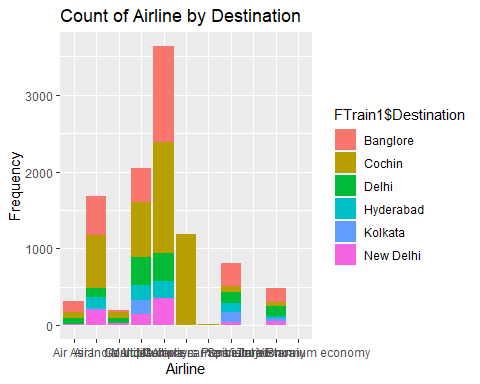 Count of Airline by Destination
Frequency
3000
2000
1000
0
Air Asia
economy
Airline
FTrain1$Destination
Banglore
Cochin
Delhi
Hyderabad
Kolkata
New Delhi